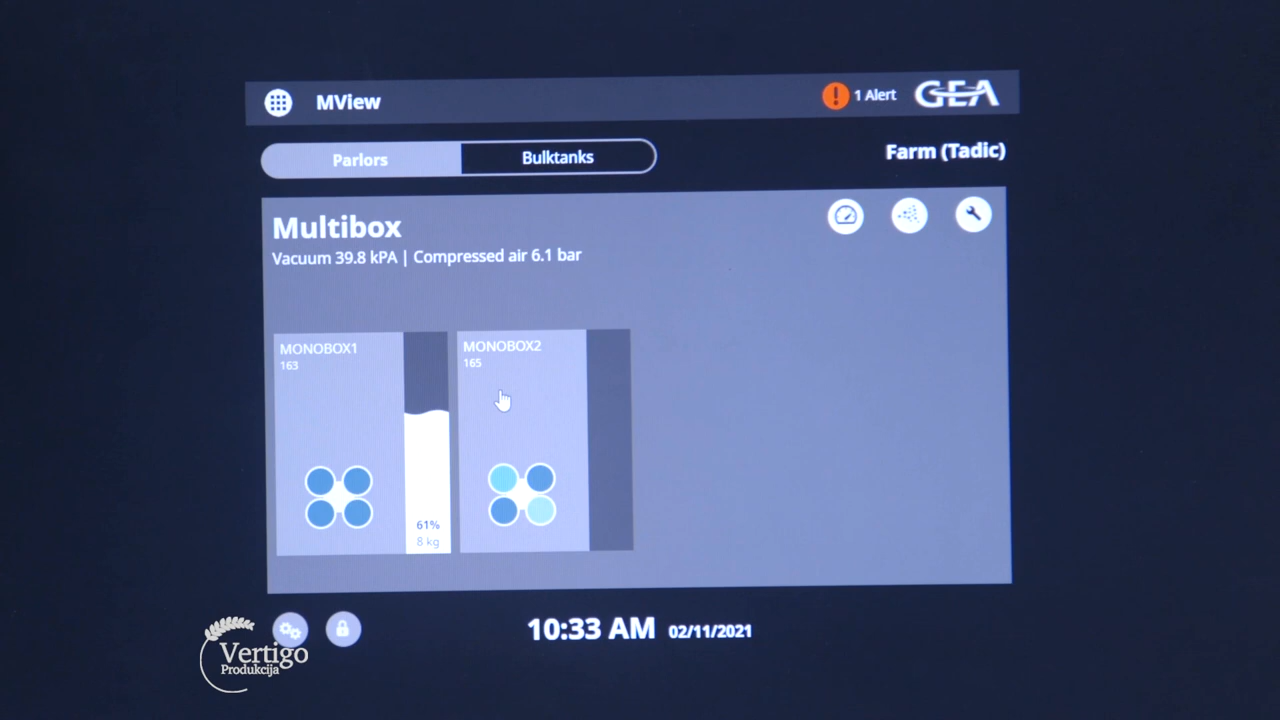 MView
1 Alert
GEA
Parlors
Bulktanks
Farm (Tadic)
Multibox
Vacuum 39.8 kPA | Compressed air 6.1 bar
MONOBOX1
163
61%
8 kg
MONOBOX2
165
10:33 AM 02/11/2021
Vertigo
Produkcija